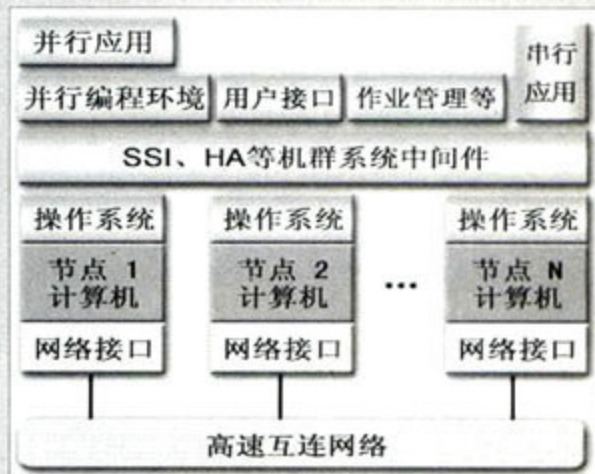 并行应用
串行
应用
并行编程环境 用户接口 作业管理等
SSI、HA等机群系统中间件
操作系统 操作系统 操作系统
节点 1 节点 2 ... 节点 N
计算机 计算机 计算机
网络接口 网络接口 网络接口
高速互连网络